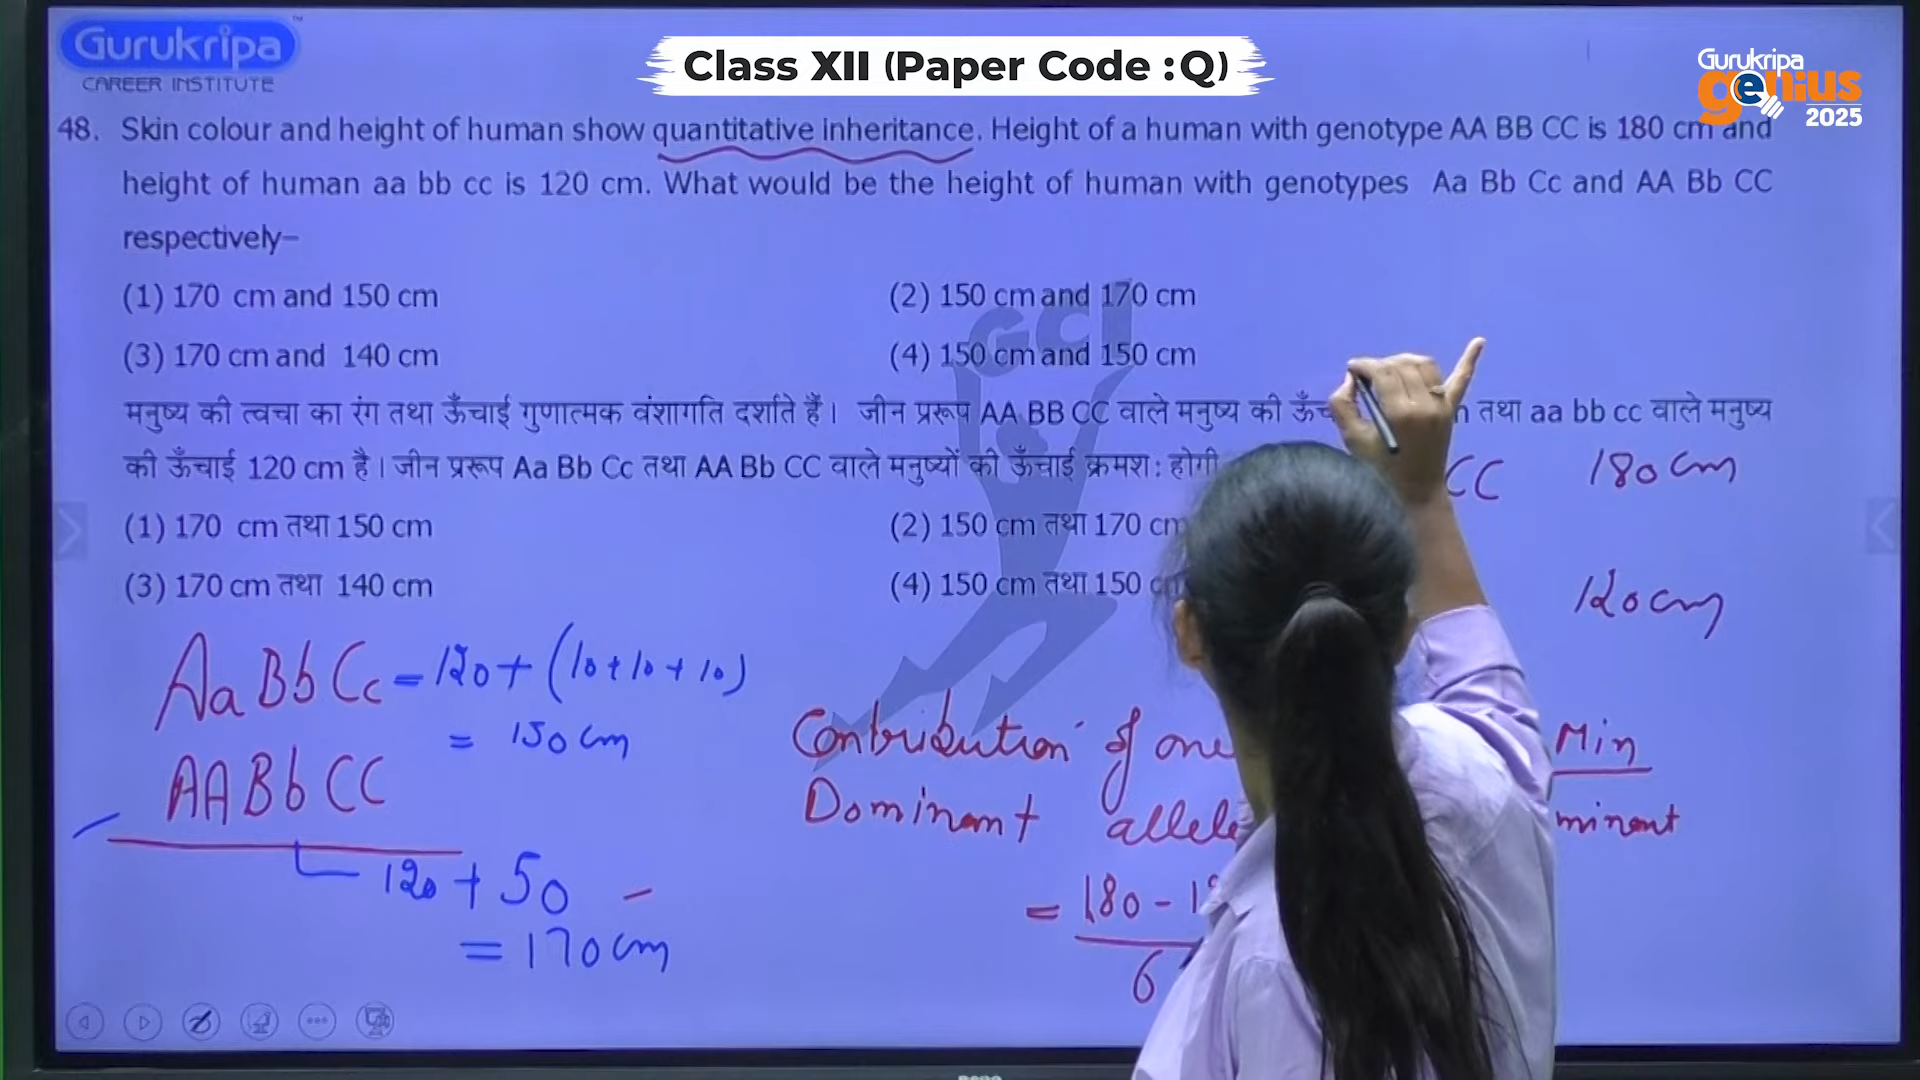 Gurukripa
CAREER INSTITUTE
Class XII (Paper Code :Q)
Gurukripa
genius
2025
48. Skin colour and height of human show quantitative inheritance. Height of a human with genotype AA BB CC is 180 cm and
height of human aa bb cc is 120 cm. What would be the height of human with genotypes Aa Bb Cc and AA Bb CC
respectively–
(1) 170 cm and 150 cm (2) 150 cm and 170 cm
(3) 170 cm and 140 cm (4) 150 cm and 150 cm
GCI
मनुष्य की त्वचा का रंग तथा ऊँचाई गुणात्मक वंशागति दर्शाते हैं। जीन प्ररूप AA BB CC वाले मनुष्य की तथा aa bb cc वाले मनुष्य
की ऊँचाई 120 cm है। जीन प्ररूप Aa Bb Cc तथा AA Bb CC वाले मनुष्यों की ऊँचाई क्रमश: होगी
CC 180 cm
(1) 170 cm तथा 150 cm (2) 150 cm तथा 170 cm
(3) 170 cm तथा 140 cm (4) 150 cm तथा 150
120 cm
Aa Bb Cc = 120 + (10 + 10 + 10)
= 150 cm
AA Bb CC
120 + 50
= 170 cm
Contribution of one Min
Dominant allele minant
= 180 - 1
6